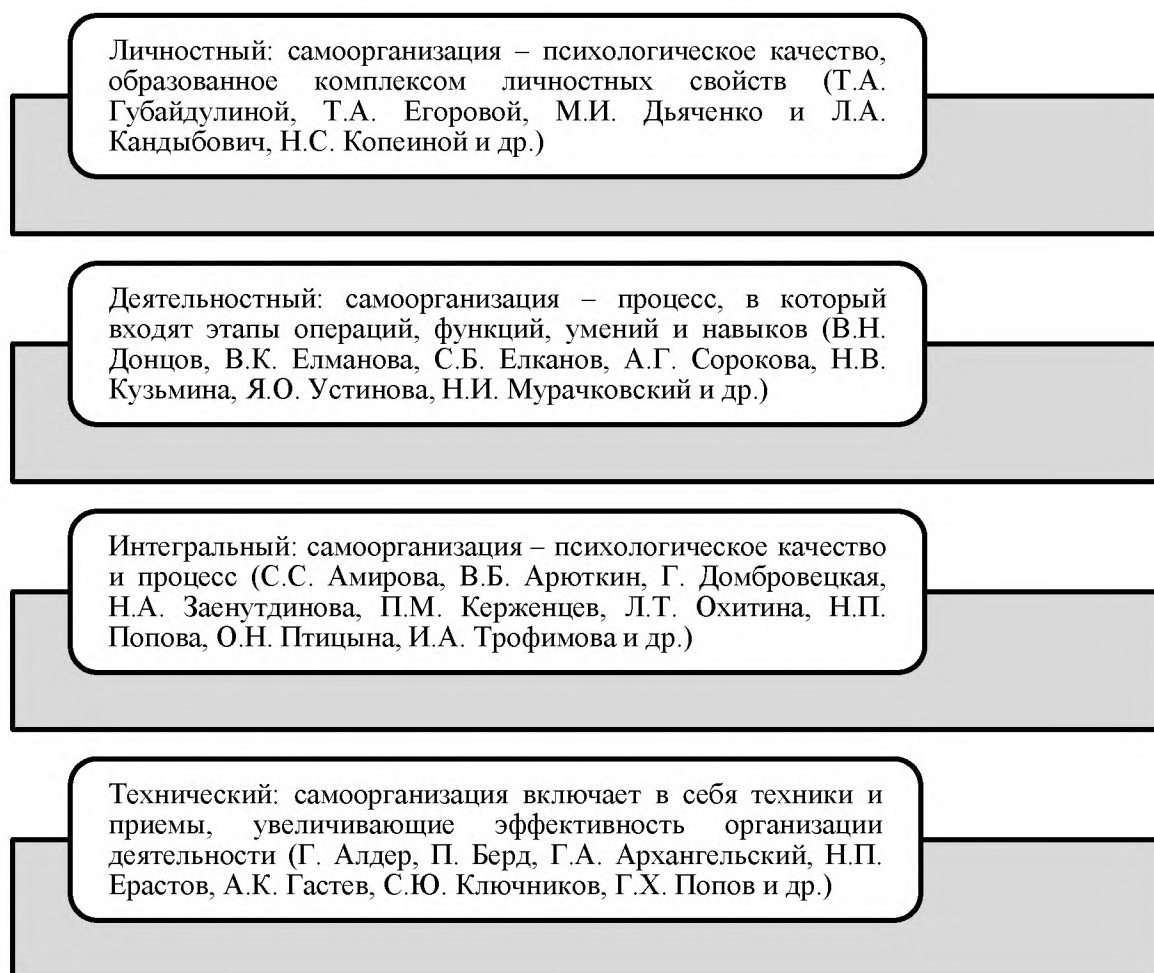 Личностный: самоорганизация – психологическое качество,
образованное комплексом личностных свойств (Т.А.
Губайдулиной, Т.А. Егоровой, М.И. Дьяченко и Л.А.
Кандыбович, Н.С. Копеиной и др.)
Деятельностный: самоорганизация – процесс, в который
входят этапы операций, функций, умений и навыков (В.Н.
Донцов, В.К. Елманова, С.Б. Елканов, А.Г. Сорокова, Н.В.
Кузьмина, Я.О. Устинова, Н.И. Мурачковский и др.)
Интегральный: самоорганизация – психологическое качество
и процесс (С.С. Амирова, В.Б. Арюткин, Г. Домбровецкая,
Н.А. Заенутдинова, П.М. Керженцев, Л.Т. Охитина, Н.П.
Попова, О.Н. Птицына, И.А. Трофимова и др.)
Технический: самоорганизация включает в себя техники и
приемы, увеличивающие эффективность организации
деятельности (Г. Алдер, П. Берд, Г.А. Архангельский, Н.П.
Ерастов, А.К. Гастев, С.Ю. Ключников, Г.Х. Попов и др.)